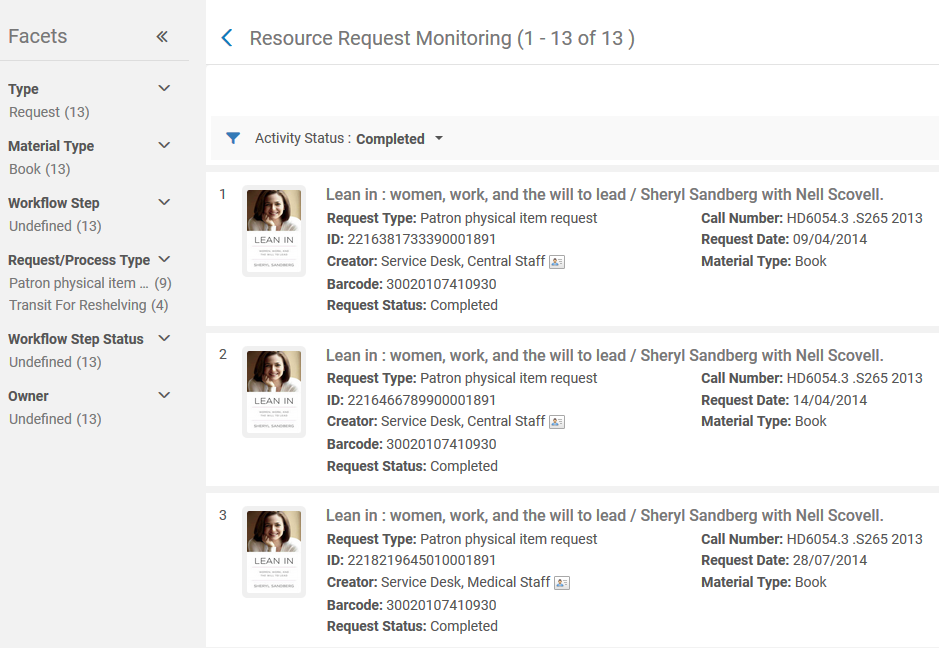 Facets
Type
Request (13)
Material Type
Book (13)
Workflow Step
Undefined (13)
Request/Process Type
Patron physical item ... (9)
Transit For Reshelving (4)
Workflow Step Status
Undefined (13)
Owner
Undefined (13)
Resource Request Monitoring (1 - 13 of 13 )
Activity Status : Completed
1
LEAN IN
SHERYL SANDBERG
Lean in : women, work, and the will to lead / Sheryl Sandberg with Nell Scovell.
Request Type: Patron physical item request
ID: 2216381733390001891
Creator: Service Desk, Central Staff
Barcode: 30020107410930
Request Status: Completed
Call Number: HD6054.3 .S265 2013
Request Date: 09/04/2014
Material Type: Book
2
LEAN IN
SHERYL SANDBERG
Lean in : women, work, and the will to lead / Sheryl Sandberg with Nell Scovell.
Request Type: Patron physical item request
ID: 2216466789900001891
Creator: Service Desk, Central Staff
Barcode: 30020107410930
Request Status: Completed
Call Number: HD6054.3 .S265 2013
Request Date: 14/04/2014
Material Type: Book
3
LEAN IN
SHERYL SANDBERG
Lean in : women, work, and the will to lead / Sheryl Sandberg with Nell Scovell.
Request Type: Patron physical item request
ID: 2218219645010001891
Creator: Service Desk, Medical Staff
Barcode: 30020107410930
Request Status: Completed
Call Number: HD6054.3 .S265 2013
Request Date: 28/07/2014
Material Type: Book